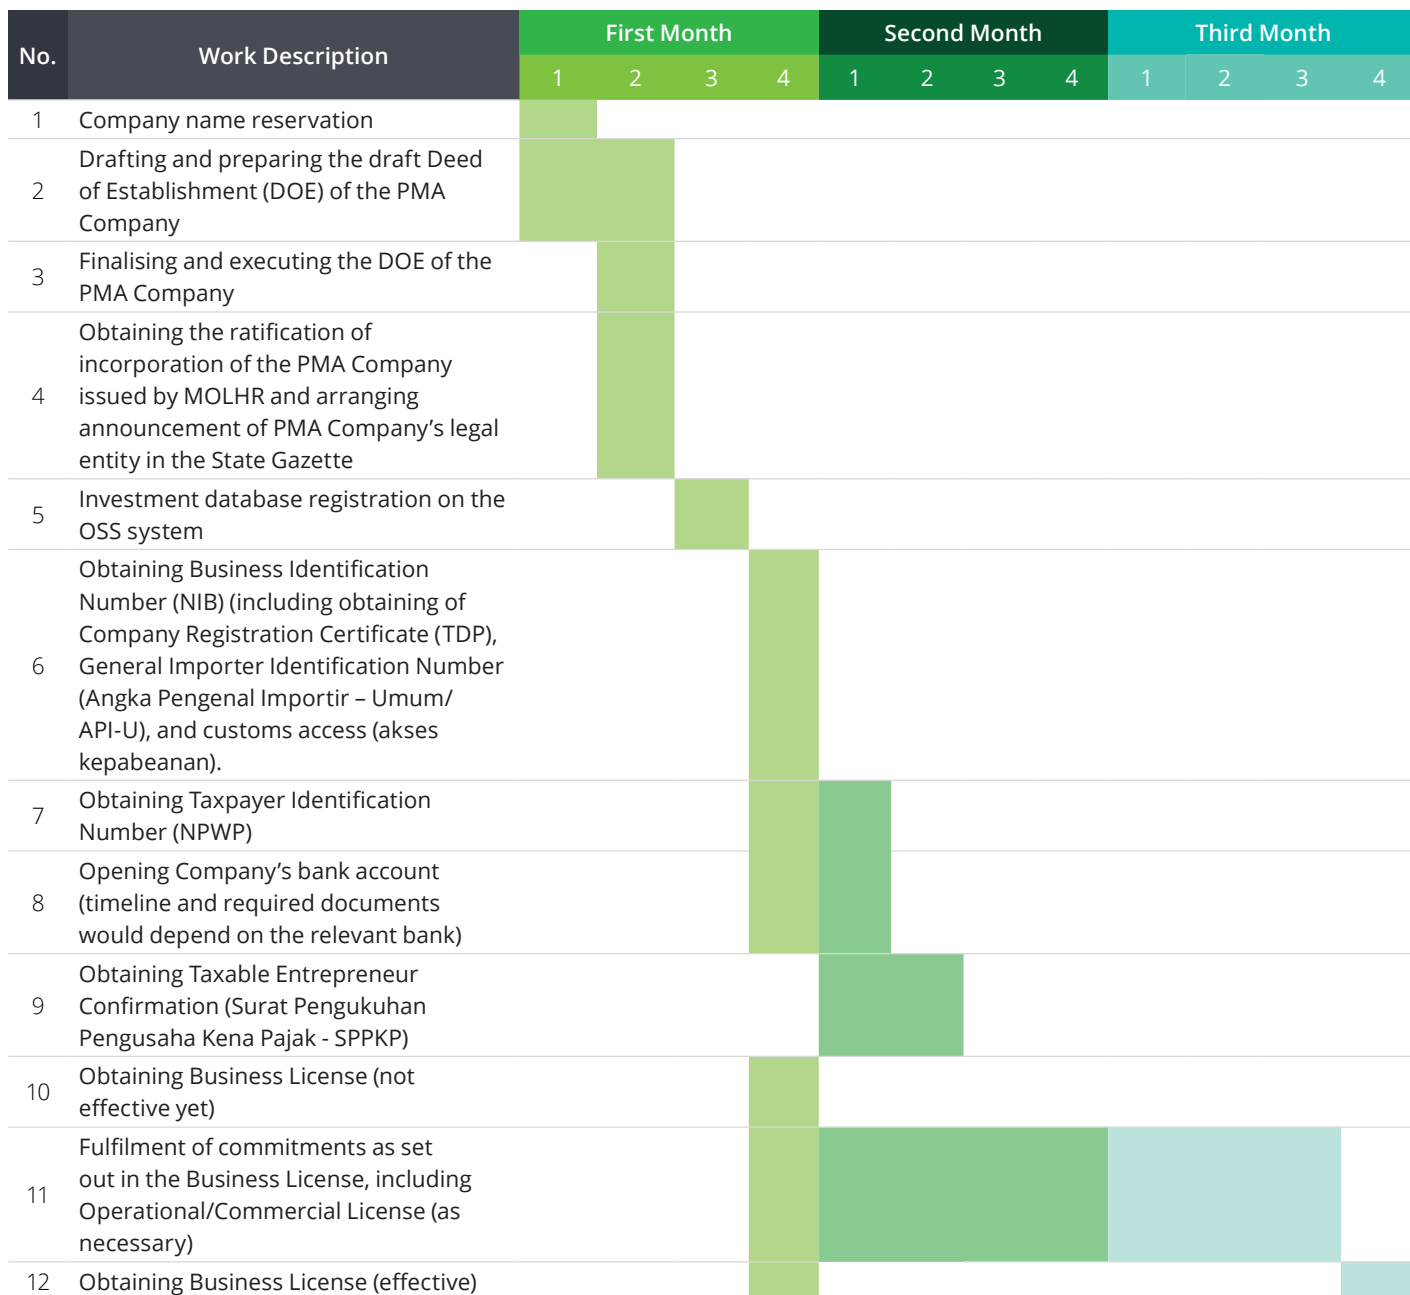 No.
Work Description
First Month
Second Month
Third Month
1 2 3 4 1 2 3 4 1 2 3 4
1 Company name reservation
Drafting and preparing the draft Deed
2 of Establishment (DOE) of the PMA
Company
Finalising and executing the DOE of the
3
PMA Company
Obtaining the ratification of
incorporation of the PMA Company
4 issued by MOLHR and arranging
announcement of PMA Company’s legal
entity in the State Gazette
Investment database registration on the
5
OSS system
Obtaining Business Identification
Number (NIB) (including obtaining of
Company Registration Certificate (TDP),
6 General Importer Identification Number
(Angka Pengenal Importir – Umum/
API-U), and customs access (akses
kepabeanan).
Obtaining Taxpayer Identification
7
Number (NPWP)
Opening Company’s bank account
8 (timeline and required documents
would depend on the relevant bank)
Obtaining Taxable Entrepreneur
9 Confirmation (Surat Pengukuhan
Pengusaha Kena Pajak - SPPKP)
Obtaining Business License (not
10
effective yet)
Fulfilment of commitments as set
out in the Business License, including
11
Operational/Commercial License (as
necessary)
12 Obtaining Business License (effective)